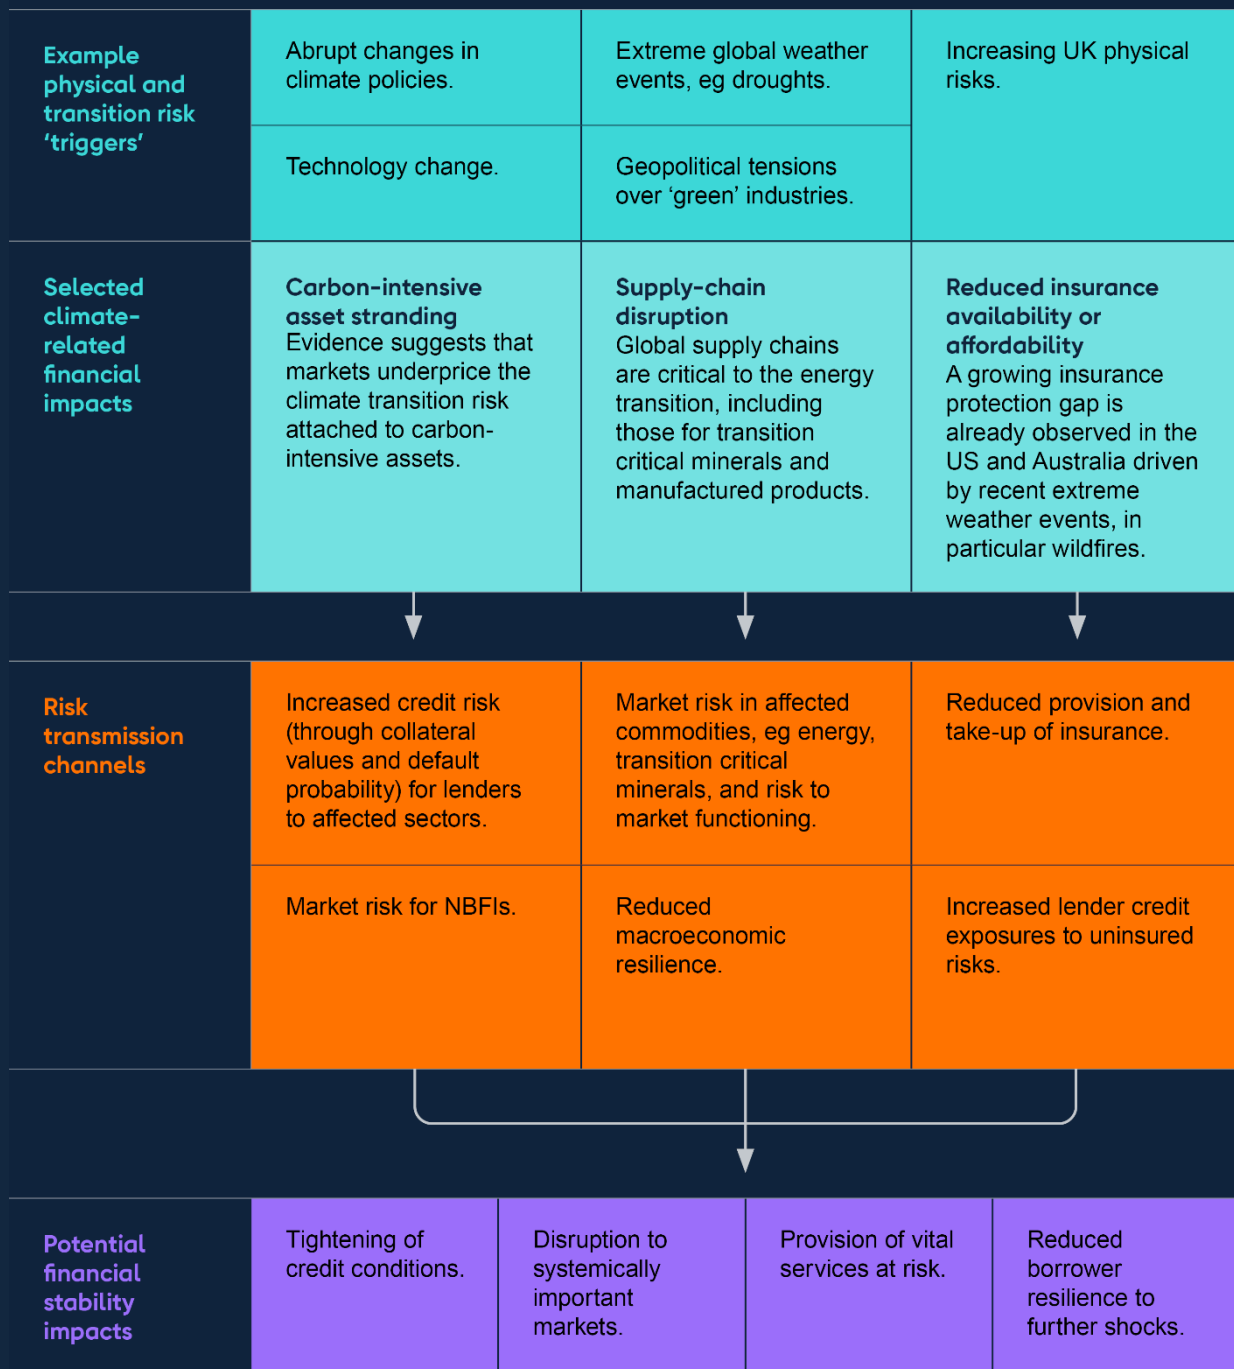 Example
physical and
transition risk
‘triggers’
Abrupt changes in
climate policies.
Extreme global weather
events, eg droughts.
Increasing UK physical
risks.
Technology change.
Geopolitical tensions
over ‘green’ industries.
Selected
climate-
related
financial
impacts
Carbon-intensive
asset stranding
Evidence suggests that
markets underprice the
climate transition risk
attached to carbon-
intensive assets.
Supply-chain
disruption
Global supply chains
are critical to the energy
transition, including
those for transition
critical minerals and
manufactured products.
Reduced insurance
availability or
affordability
A growing insurance
protection gap is
already observed in the
US and Australia driven
by recent extreme
weather events, in
particular wildfires.
Risk
transmission
channels
Increased credit risk
(through collateral
values and default
probability) for lenders
to affected sectors.
Market risk in affected
commodities, eg energy,
transition critical
minerals, and risk to
market functioning.
Reduced provision and
take-up of insurance.
Market risk for NBFIs.
Reduced
macroeconomic
resilience.
Increased lender credit
exposures to uninsured
risks.
Potential
financial
stability
impacts
Tightening of
credit conditions.
Disruption to
systemically
important
markets.
Provision of vital
services at risk.
Reduced
borrower
resilience to
further shocks.